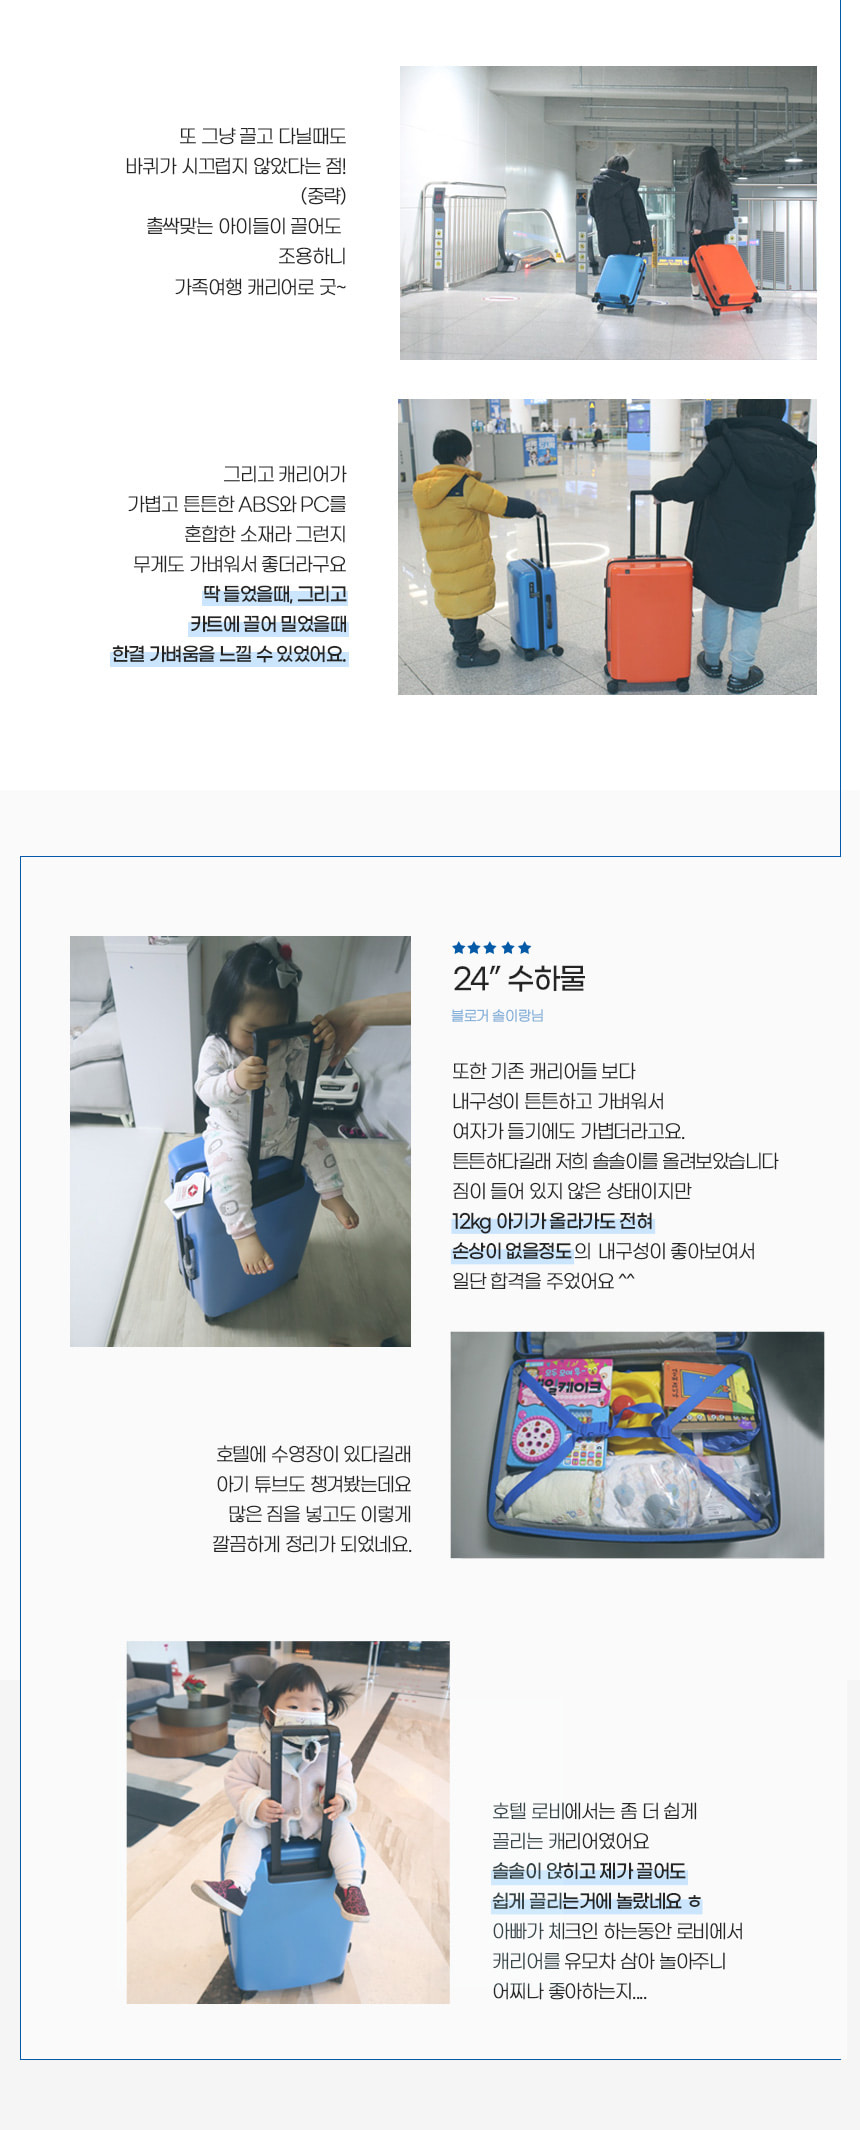 또 그냥 끌고 다닐때도
바퀴가 시끄럽지 않았다는 점!
(중략)
촐싹맞는 아이들이 끌어도
조용하니
가족여행 캐리어로 굿~
그리고 캐리어가
가볍고 튼튼한 ABS와 PC를
혼합한 소재라 그런지
무게도 가벼워서 좋더라구요
딱 들었을때, 그리고
카트에 끌어 밀었을때
한결 가벼움을 느낄 수 있었어요.
24” 수하물
블로거 솔이랑님
또한 기존 캐리어들 보다
내구성이 튼튼하고 가벼워서
여자가 들기에도 가볍더라고요.
튼튼하다길래 저희 솔솔이를 올려보았습니다
짐이 들어 있지 않은 상태이지만
12kg 아기가 올라가도 전혀
손상이 없을정도의 내구성이 좋아보여서
일단 합격을 주었어요 ^^
호텔에 수영장이 있다길래
아기 튜브도 챙겨봤는데요
많은 짐을 넣고도 이렇게
깔끔하게 정리가 되었네요.
호텔 로비에서는 좀 더 쉽게
끌리는 캐리어였어요
솔솔이 앉히고 제가 끌어도
쉽게 끌리는거에 놀랐네요 ㅎ
아빠가 체크인 하는동안 로비에서
캐리어를 유모차 삼아 놀아주니
어찌나 좋아하는지....